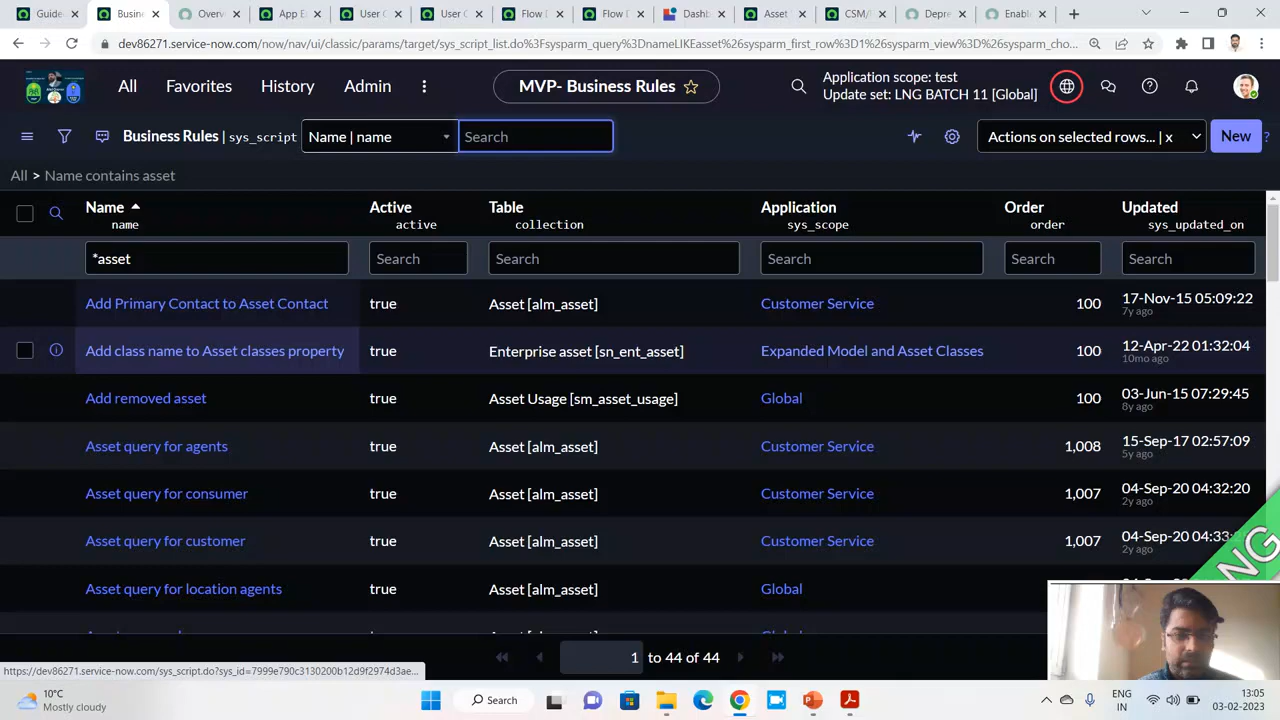 Guide
Busine
Overv
App E
User C
User C
Flow D
Flow D
Dashb
Asset
CSM/
Depre
Enable
dev86271.service-now.com/now/nav/ui/classic/params/target/sys_script_list.do%3Fsysparm_query%3DnameLIKEasset%26sysparm_first_row%3D1%26sysparm_view%3D%26sysparm_cho...
All
Favorites
History
Admin
MVP- Business Rules
Application scope: test
Update set: LNG BATCH 11 [Global]
Business Rules | sys_script
Name | name
Search
Actions on selected rows... | x
New
?
All > Name contains asset
Name
name
Active
active
Table
collection
Application
sys_scope
Order
order
Updated
sys_updated_on
*asset
Search
Search
Search
Search
Search
Add Primary Contact to Asset Contact
true
Asset [alm_asset]
Customer Service
100
17-Nov-15 05:09:22
7y ago
Add class name to Asset classes property
true
Enterprise asset [sn_ent_asset]
Expanded Model and Asset Classes
100
12-Apr-22 01:32:04
10mo ago
Add removed asset
true
Asset Usage [sm_asset_usage]
Global
100
03-Jun-15 07:29:45
8y ago
Asset query for agents
true
Asset [alm_asset]
Customer Service
1,008
15-Sep-17 02:57:09
5y ago
Asset query for consumer
true
Asset [alm_asset]
Customer Service
1,007
04-Sep-20 04:32:20
2y ago
Asset query for customer
true
Asset [alm_asset]
Customer Service
1,007
04-Sep-20 04:33:
2y ago
Asset query for location agents
true
Asset [alm_asset]
Global
NG
1 to 44 of 44
https://dev86271.service-now.com/sys_script.do?sys_id=7999e790c3130200b12d9f2974d3ae...
10°C
Mostly cloudy
Search
ENG
IN
13:05
03-02-2023